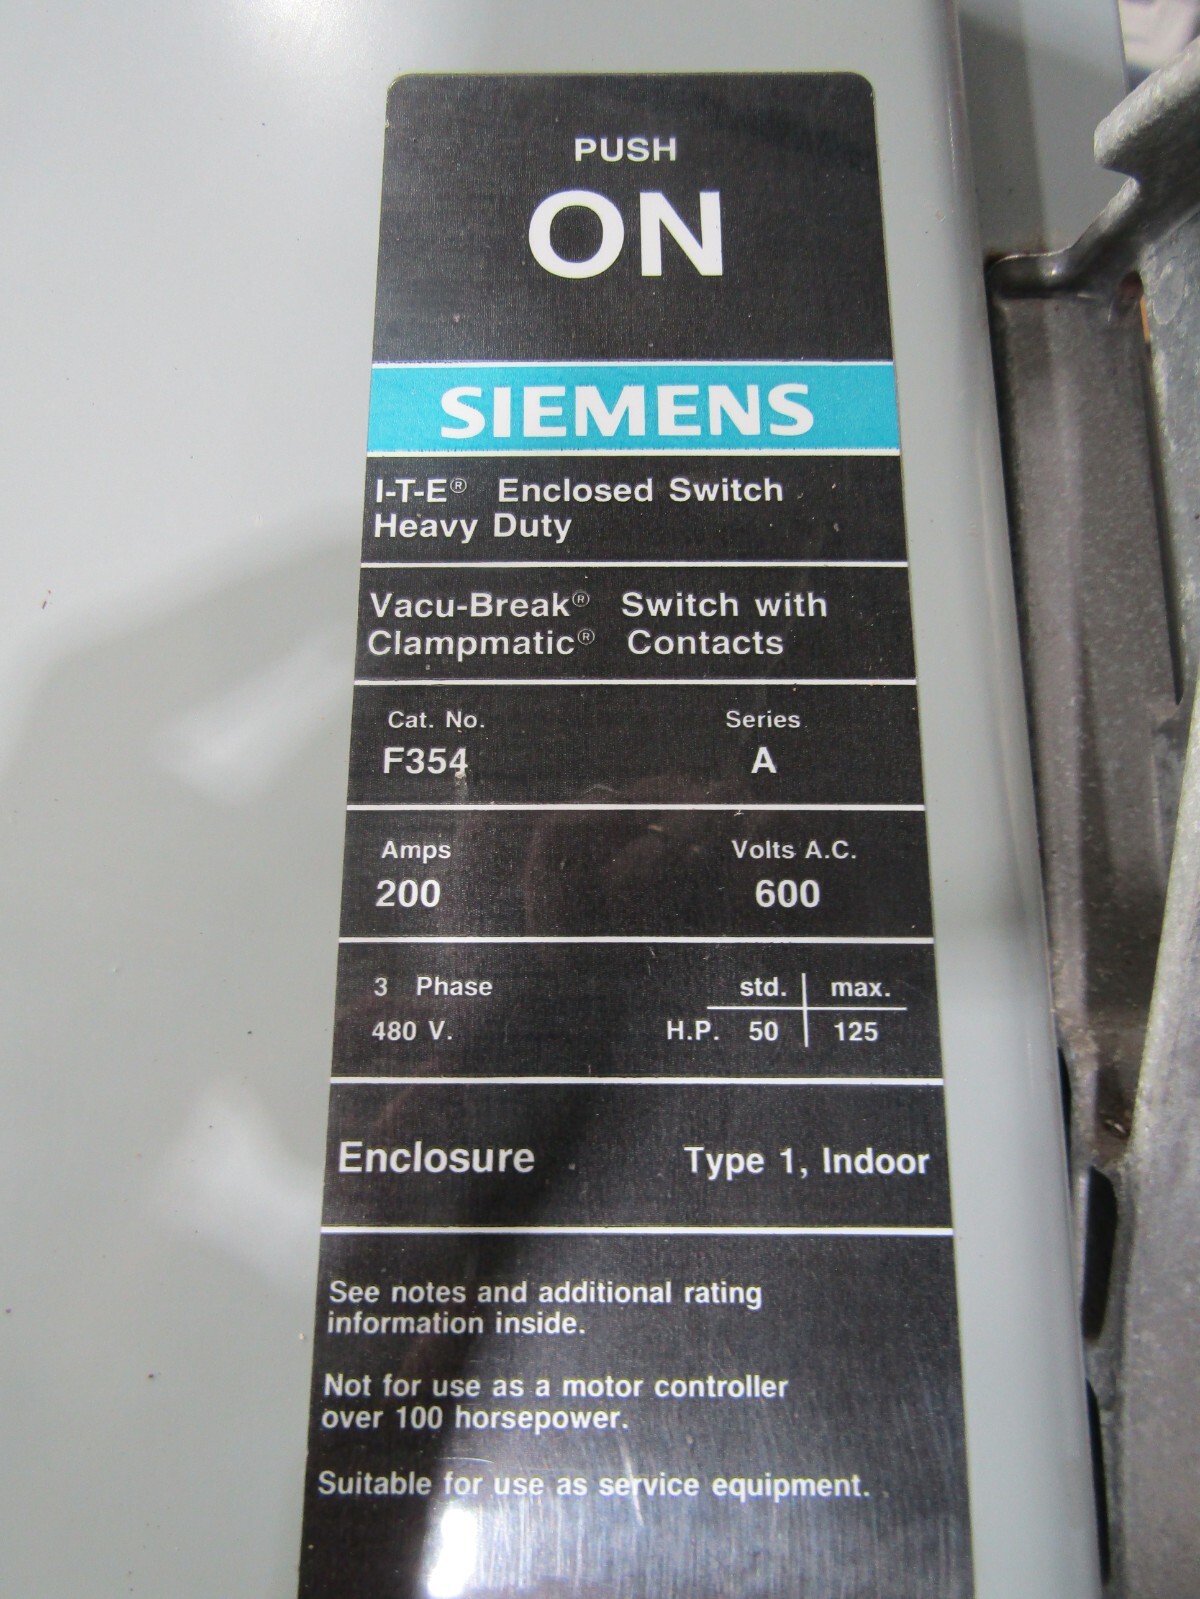 PUSH
ON
SIEMENS
I-T-E® Enclosed Switch
Heavy Duty
Vacu-Break® Switch with
Clampmatic® Contacts
Cat. No. Series
F354 A
Amps Volts A.C.
200 600
3 Phase std. max.
480 V. H.P. 50 125
Enclosure Type 1, Indoor
See notes and additional rating
information inside.
Not for use as a motor controller
over 100 horsepower.
Suitable for use as service equipment.